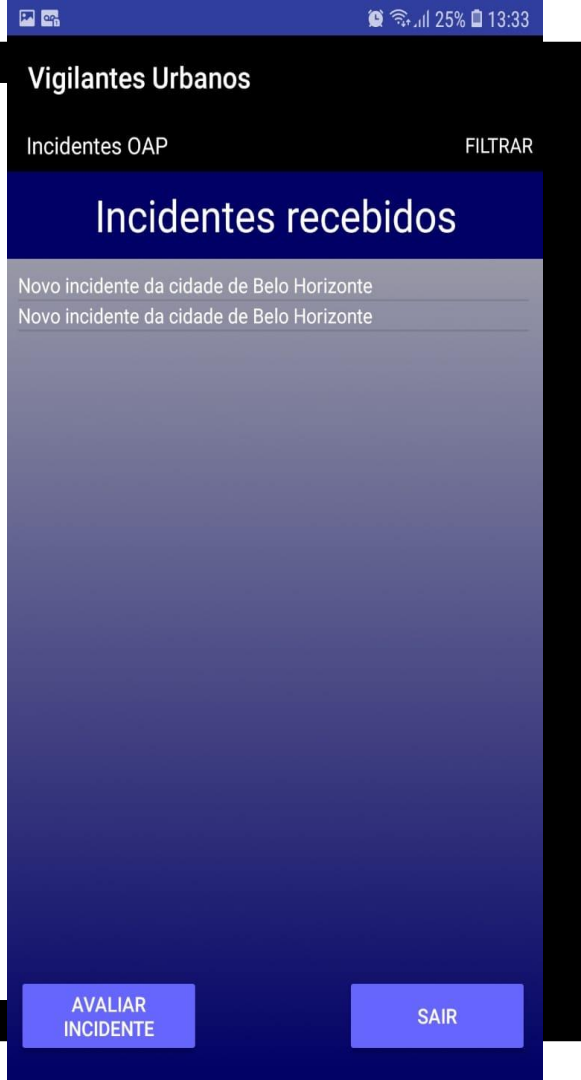 25% 13:33
Vigilantes Urbanos
Incidentes OAP FILTRAR
Incidentes recebidos
Novo incidente da cidade de Belo Horizonte
Novo incidente da cidade de Belo Horizonte
AVALIAR
INCIDENTE
SAIR